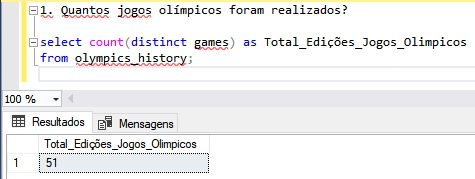 1. Quantos jogos olímpicos foram realizados?
select count(distinct games) as Total_Edições_Jogos_Olimpicos
from olympics_history;
100 %
Resultados Mensagens
Total_Edições_Jogos_Olimpicos
1 51